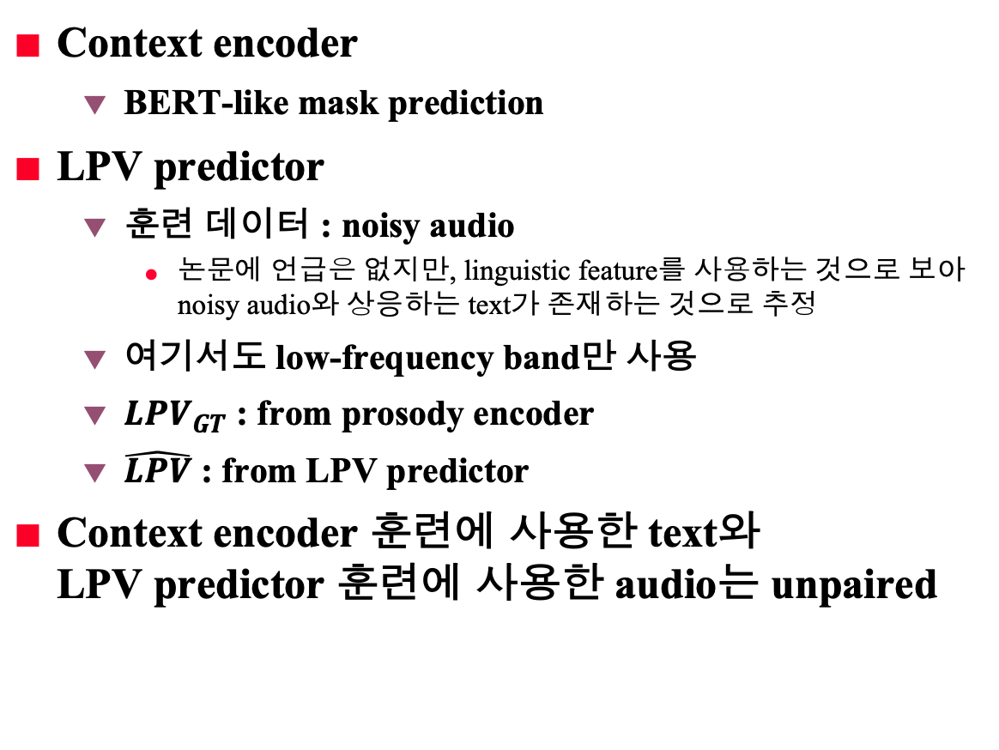 ■ Context encoder
▼ BERT-like mask prediction
■ LPV predictor
▼ 훈련 데이터 : noisy audio
• 논문에 언급은 없지만, linguistic feature를 사용하는 것으로 보아
noisy audio와 상응하는 text가 존재하는 것으로 추정
▼ 여기서도 low-frequency band만 사용
▼ $LPV_{GT}$ : from prosody encoder
▼ $\widehat{LPV}$ : from LPV predictor
■ Context encoder 훈련에 사용한 text와
LPV predictor 훈련에 사용한 audio는 unpaired